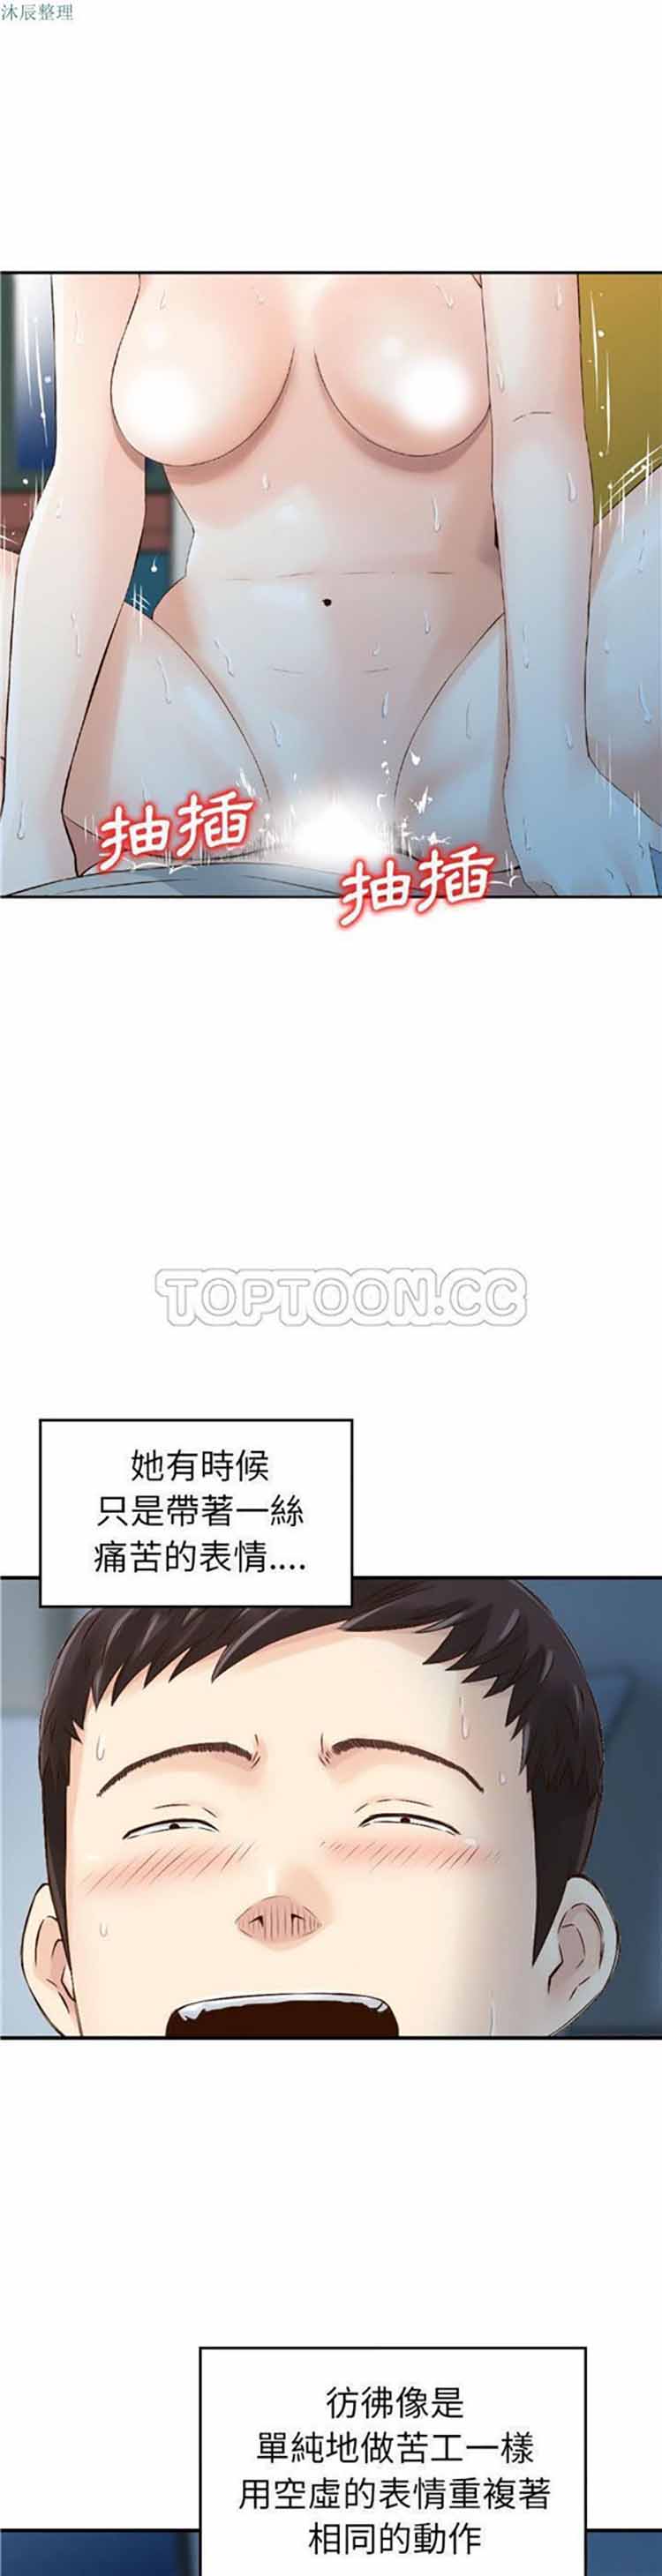 沐辰整理
抽插
抽插
TOPTOON.CC
她有時候
只是帶著一絲
痛苦的表情....
彷彿像是
單純地做苦工一樣
用空虛的表情重複著
相同的動作